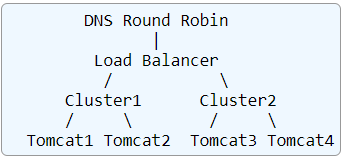 DNS Round Robin
|
Load Balancer
/ \
Cluster1 Cluster2
/ \ / \
Tomcat1 Tomcat2 Tomcat3 Tomcat4